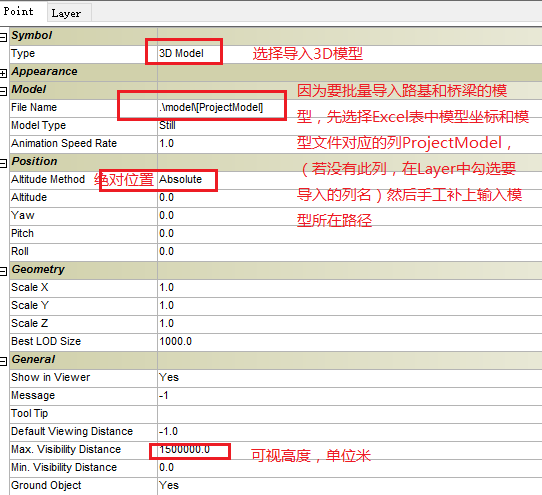 Point Layer
Symbol
Type 3D Model 选择导入3D模型
Appearance
Model
File Name .\model\[ProjectModel]
Model Type Still
Animation Speed Rate 1.0
因为要批量导入路基和桥梁的模
型，先选择Excel表中模型坐标和模
型文件对应的列ProjectModel，
（若没有此列，在Layer中勾选要
导入的列名）然后手工补上输入模
型所在路径
Position
Altitude Method 绝对位置 Absolute
Altitude 0.0
Yaw 0.0
Pitch 0.0
Roll 0.0
Geometry
Scale X 1.0
Scale Y 1.0
Scale Z 1.0
Best LOD Size 1000.0
General
Show in Viewer Yes
Message -1
Tool Tip
Default Viewing Distance -1.0
Max. Visibility Distance 1500000.0 可视高度，单位米
Min. Visibility Distance 0.0
Ground Object Yes